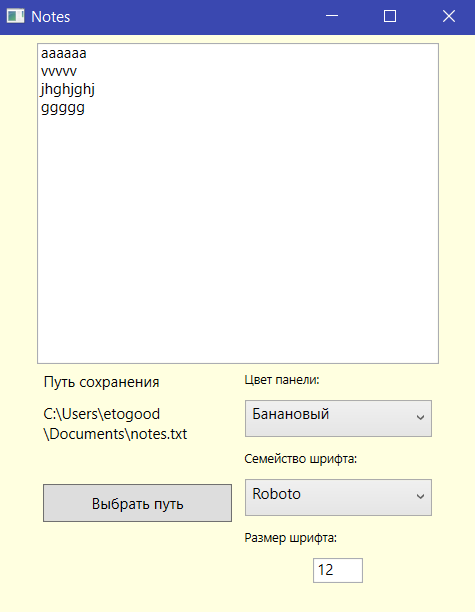 Notes
aaaaaa
vvvvv
jhghjghj
ggggg
Путь сохранения
C:\Users\etogood
\Documents\notes.txt
Выбрать путь
Цвет панели:
Банановый
Семейство шрифта:
Roboto
Размер шрифта:
12